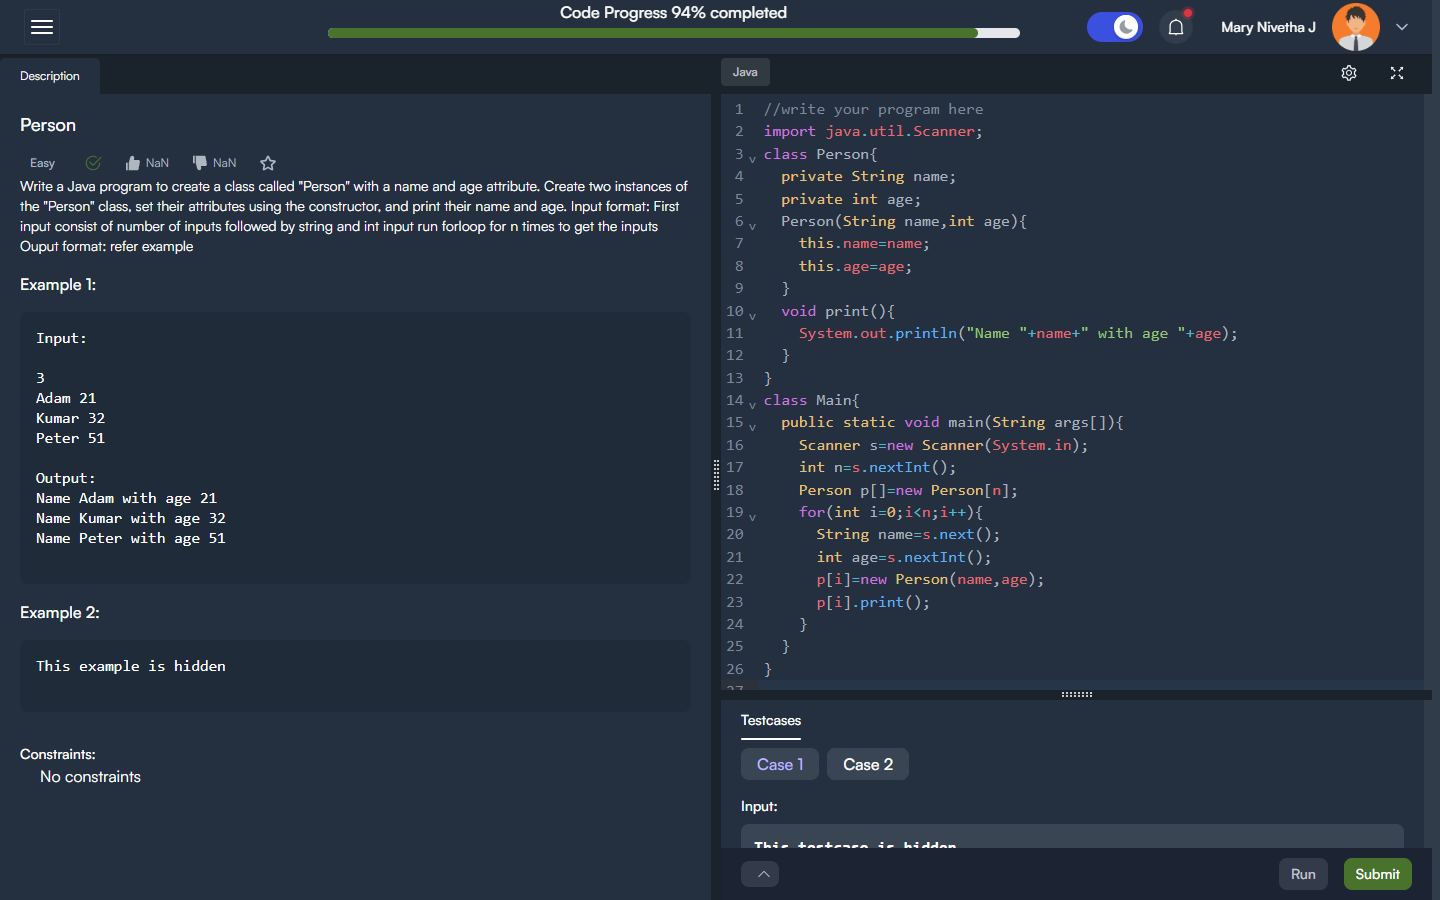 Code Progress 94% completed
Mary Nivetha J
Description
Person
Easy NaN NaN
Write a Java program to create a class called "Person" with a name and age attribute. Create two instances of
the "Person" class, set their attributes using the constructor, and print their name and age. Input format: First
input consist of number of inputs followed by string and int input run forloop for n times to get the inputs
Ouput format: refer example
Example 1:
Input:
3
Adam 21
Kumar 32
Peter 51
Output:
Name Adam with age 21
Name Kumar with age 32
Name Peter with age 51
Example 2:
This example is hidden
Constraints:
No constraints
Java
1 //write your program here
2 import java.util.Scanner;
3 class Person{
4 private String name;
5 private int age;
6 Person(String name,int age){
7 this.name=name;
8 this.age=age;
9 }
10 void print(){
11 System.out.println("Name "+name+" with age "+age);
12 }
13 }
14 class Main{
15 public static void main(String args[]){
16 Scanner s=new Scanner(System.in);
17 int n=s.nextInt();
18 Person p[]=new Person[n];
19 for(int i=0;i<n;i++){
20 String name=s.next();
21 int age=s.nextInt();
22 p[i]=new Person(name,age);
23 p[i].print();
24 }
25 }
26 }
27
Testcases
Case 1 Case 2
Input:
This testcase is hidden
Run Submit